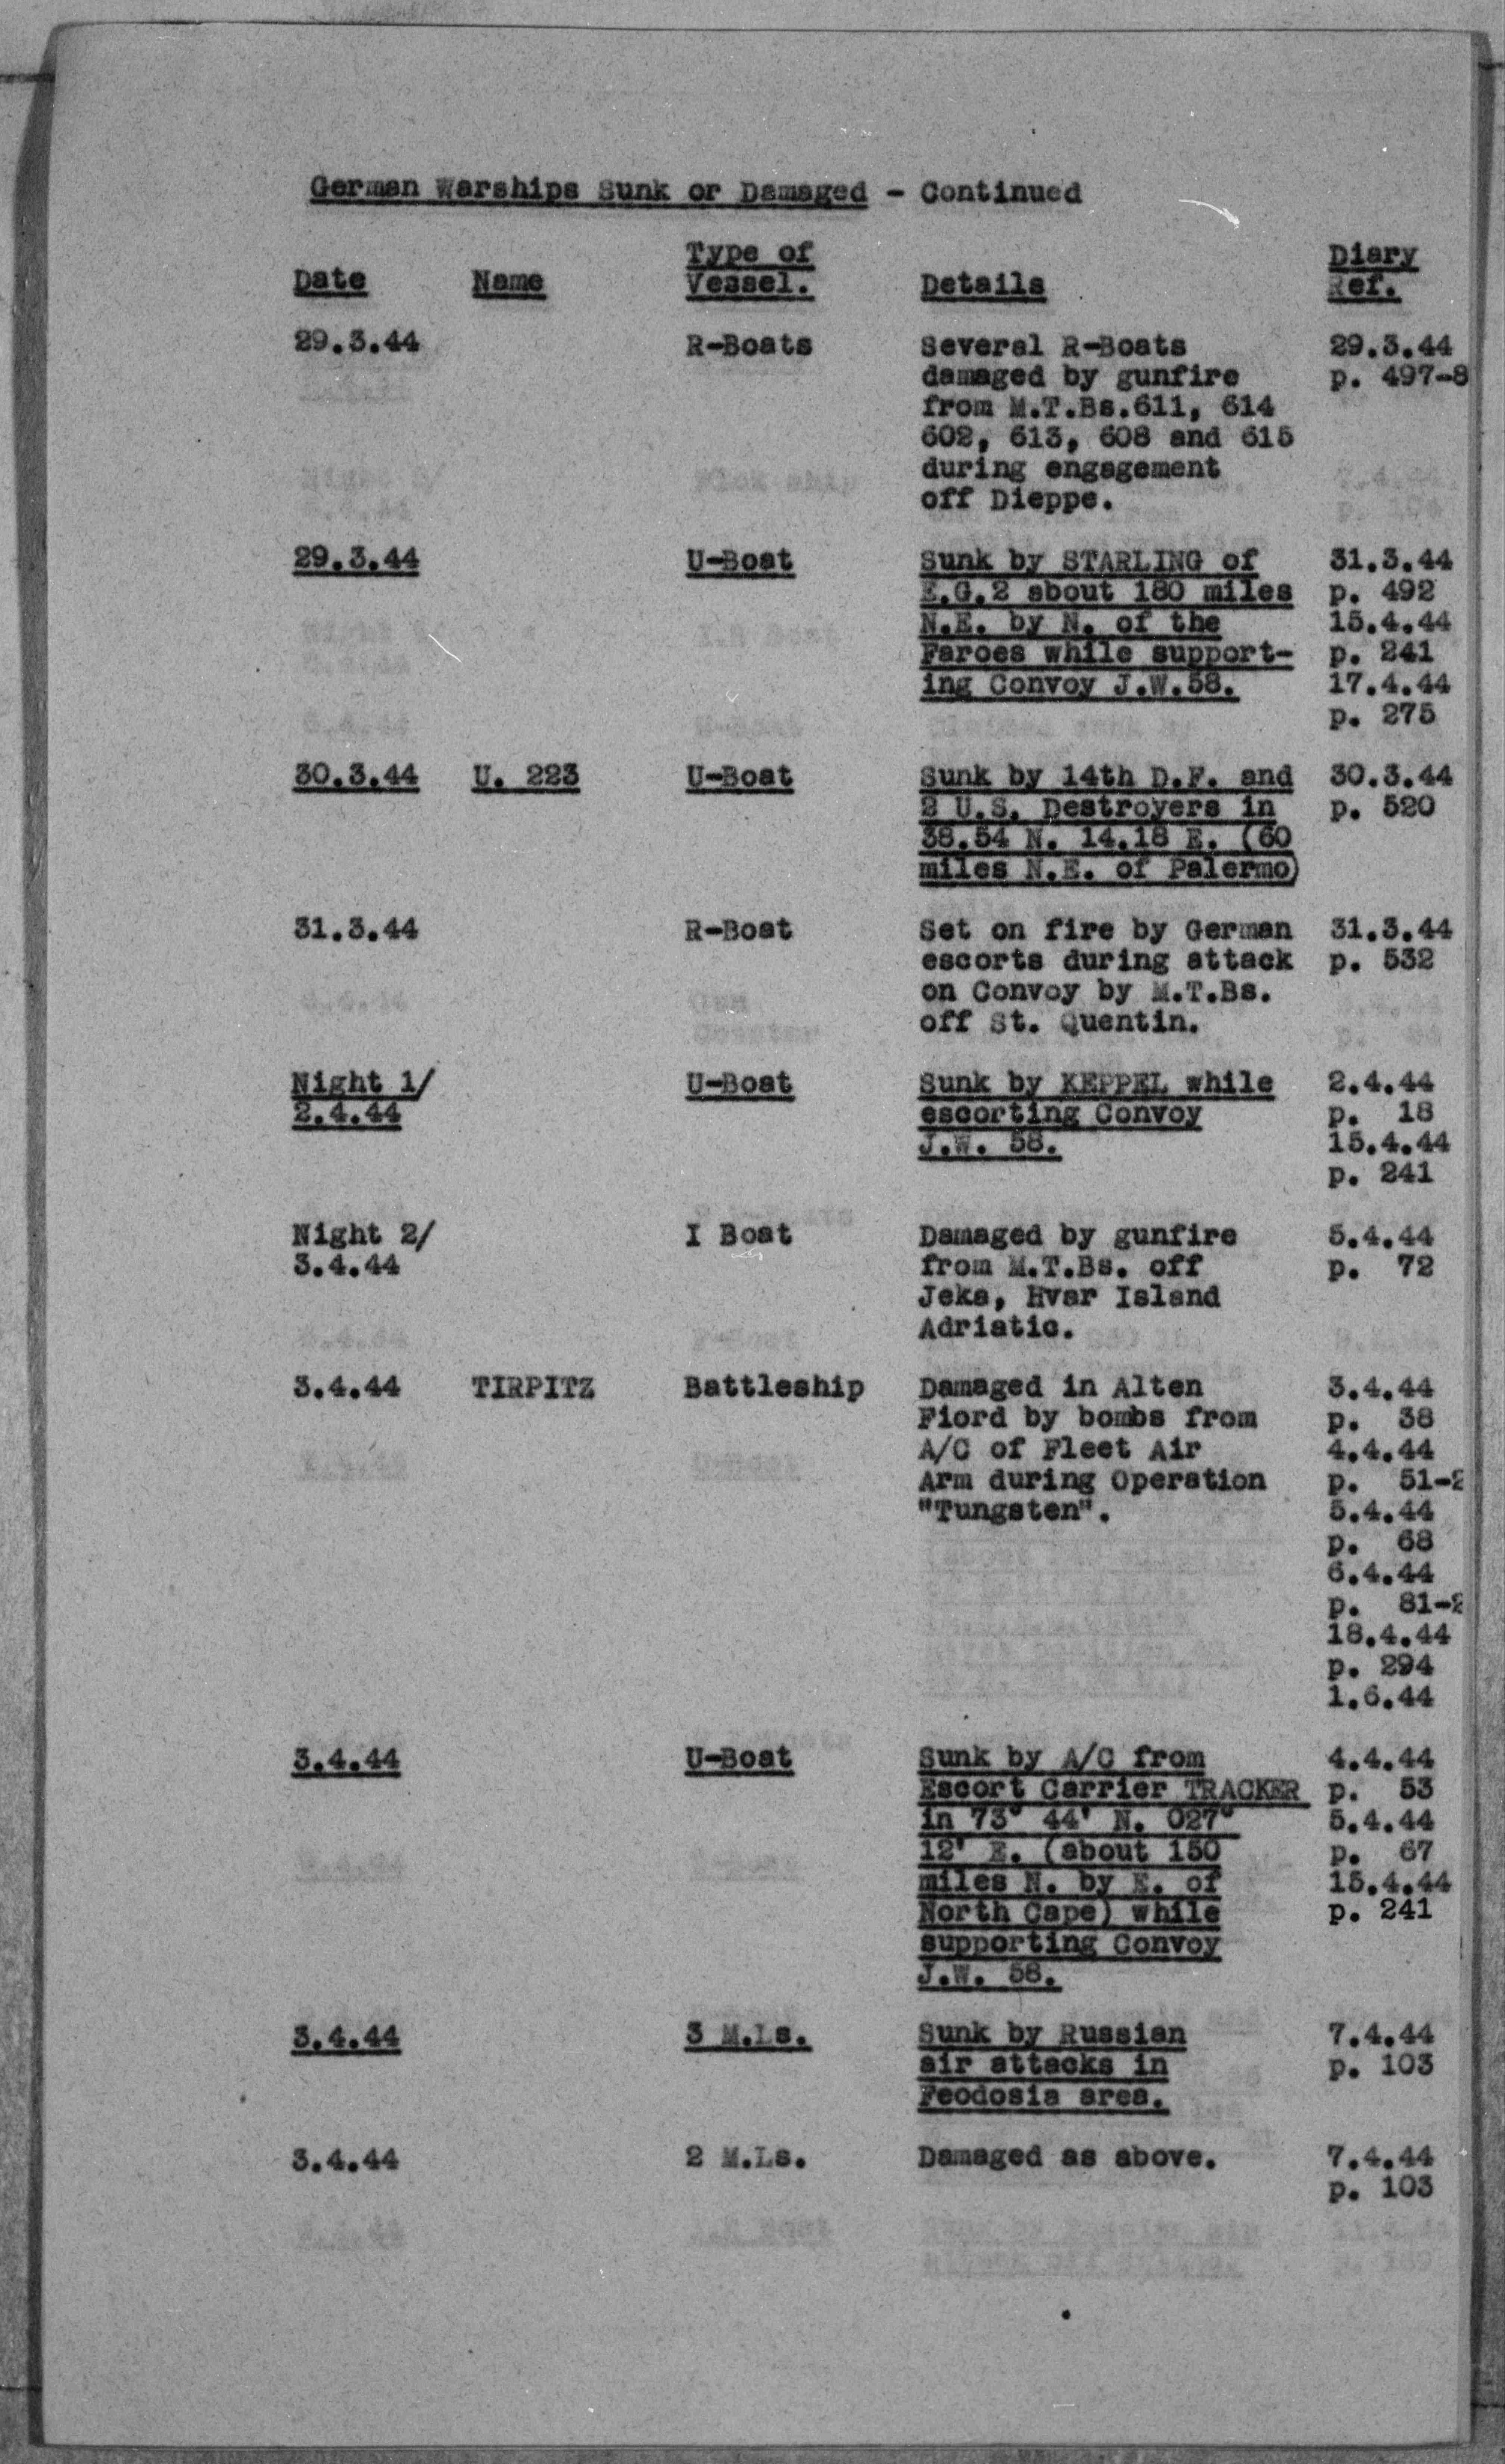 German Warships Sunk or Damaged - Continued
Date Name Type of Vessel. Details Diary Ref.
29.3.44 R-Boats Several R-Boats 29.3.44
damaged by gunfire p. 497-8
from M.T.Bs.611, 614
602, 613, 608 and 615
during engagement
off Dieppe.
29.3.44 U-Boat Sunk by STARLING of 31.3.44
E.G.2 about 180 miles p. 492
N.E. by N. of the 15.4.44
Faroes while support- p. 241
ing Convoy J.W.58. 17.4.44
p. 275
30.3.44 U. 223 U-Boat Sunk by 14th D.F. and 30.3.44
2 U.S. Destroyers in p. 520
38.54 N. 14.18 E. (60
miles N.E. of Palermo)
31.3.44 R-Boat Set on fire by German 31.3.44
escorts during attack p. 532
on Convoy by M.T.Bs.
off St. Quentin.
Night 1/ U-Boat Sunk by KEPPEL while 2.4.44
2.4.44 escorting Convoy p. 18
J.W. 58. 15.4.44
p. 241
Night 2/ I Boat Damaged by gunfire 5.4.44
3.4.44 from M.T.Bs. off p. 72
Jeka, Hvar Island
Adriatic.
3.4.44 TIRPITZ Battleship Damaged in Alten 3.4.44
Fiord by bombs from p. 38
A/C of Fleet Air 4.4.44
Arm during Operation p. 51-2
"Tungsten". 5.4.44
p. 68
6.4.44
p. 81-2
18.4.44
p. 294
1.6.44
3.4.44 U-Boat Sunk by A/C from 4.4.44
Escort Carrier TRACKER p. 53
in 73° 44' N. 027° 5.4.44
12' E. (about 150 p. 67
miles N. by E. of 15.4.44
North Cape) while p. 241
supporting Convoy
J.W. 58.
3.4.44 3 M.Ls. Sunk by Russian 7.4.44
air attacks in p. 103
Feodosia area.
3.4.44 2 M.Ls. Damaged as above. 7.4.44
p. 103